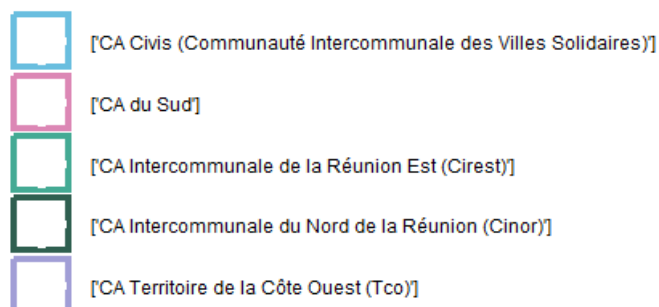 ['CA Civis (Communauté Intercommunale des Villes Solidaires)']
['CA du Sud']
['CA Intercommunale de la Réunion Est (Cirest)']
['CA Intercommunale du Nord de la Réunion (Cinor)']
['CA Territoire de la Côte Ouest (Tco)']